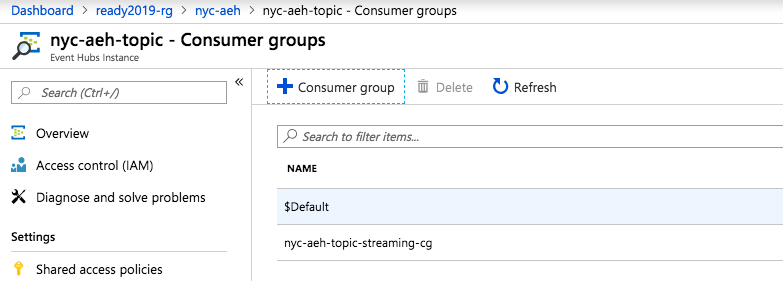 Dashboard > ready2019-rg > nyc-aeh > nyc-aeh-topic - Consumer groups
nyc-aeh-topic - Consumer groups
Event Hubs Instance
Search (Ctrl+/)
«
Overview
Access control (IAM)
Diagnose and solve problems
Settings
Shared access policies
+ Consumer group Delete Refresh
Search to filter items...
NAME
$Default
nyc-aeh-topic-streaming-cg